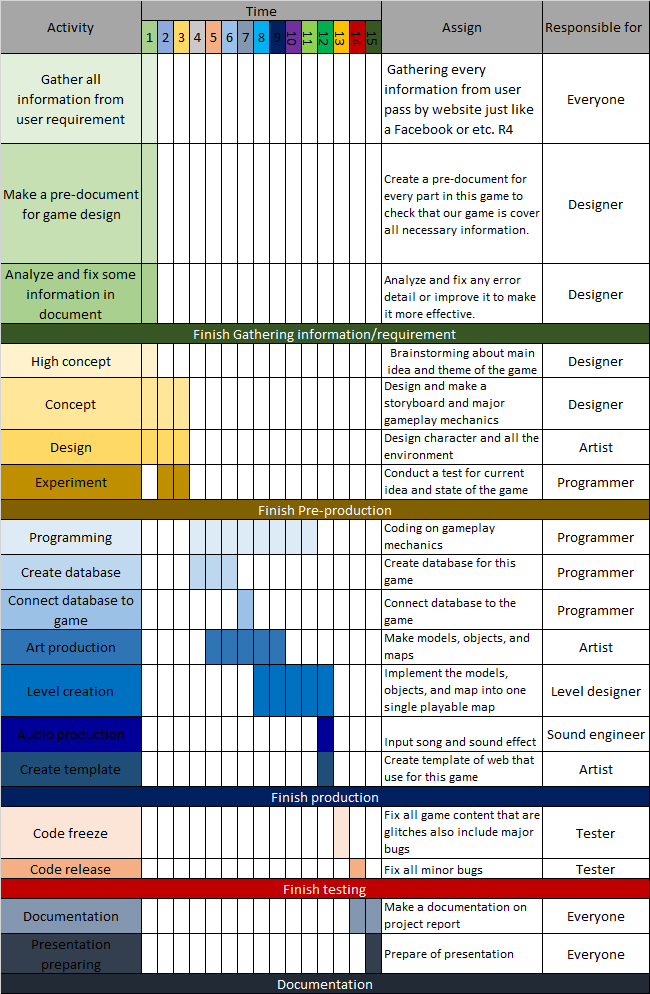 Activity
Time
Assign
Responsible for
1 2 3 4 5 6 7 8 9 10 11 12 13 14 15
Gather all
information from
user requirement
Gathering every
information from user
pass by website just like
a Facebook or etc. R4
Everyone
Make a pre-document
for game design
Create a pre-document for
every part in this game to
check that our game is cover
all necessary information.
Designer
Analyze and fix some
information in
document
Analyze and fix any error
detail or improve it to make
it more effective.
Designer
Finish Gathering information/requirement
High concept
Brainstorming about main
idea and theme of the game
Designer
Concept
Design and make a
storyboard and major
gameplay mechanics
Designer
Design
Design character and all the
environment
Artist
Experiment
Conduct a test for current
idea and state of the game
Programmer
Finish Pre-production
Programming
Coding on gameplay
mechanics
Programmer
Create database
Create database for this
game
Programmer
Connect database to
game
Connect database to the
game
Programmer
Art production
Make models, objects, and
maps
Artist
Level creation
Implement the models,
objects, and map into one
single playable map
Level designer
Audio production
Input song and sound effect
Sound engineer
Create template
Create template of web that
use for this game
Artist
Finish production
Code freeze
Fix all game content that are
glitches also include major
bugs
Tester
Code release
Fix all minor bugs
Tester
Finish testing
Documentation
Make a documentation on
project report
Everyone
Presentation
preparing
Prepare of presentation
Everyone
Documentation